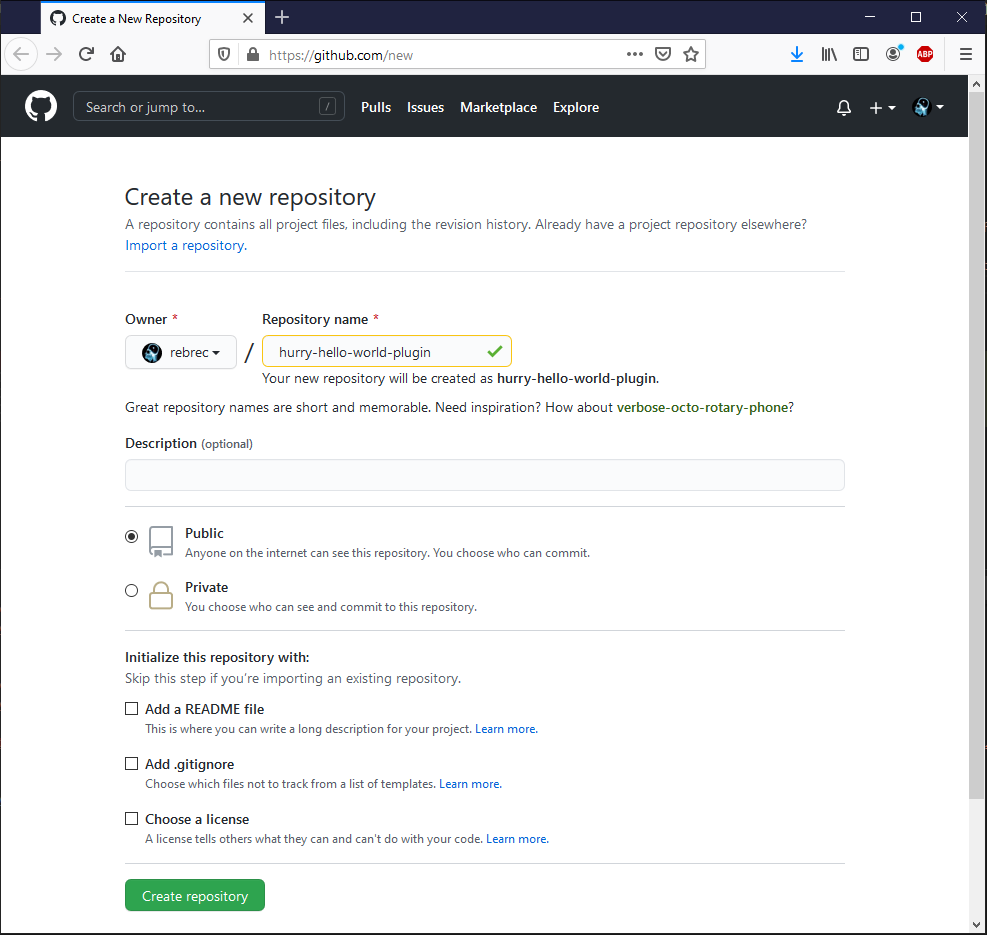 Create a New Repository
https://github.com/new
ABP
Search or jump to... /
Pulls Issues Marketplace Explore
Create a new repository
A repository contains all project files, including the revision history. Already have a project repository elsewhere?
Import a repository.
Owner * Repository name *
rebrec / hurry-hello-world-plugin
Your new repository will be created as hurry-hello-world-plugin.
Great repository names are short and memorable. Need inspiration? How about verbose-octo-rotary-phone?
Description (optional)
Public
Anyone on the internet can see this repository. You choose who can commit.
Private
You choose who can see and commit to this repository.
Initialize this repository with:
Skip this step if you're importing an existing repository.
Add a README file
This is where you can write a long description for your project. Learn more.
Add .gitignore
Choose which files not to track from a list of templates. Learn more.
Choose a license
A license tells others what they can and can't do with your code. Learn more.
Create repository